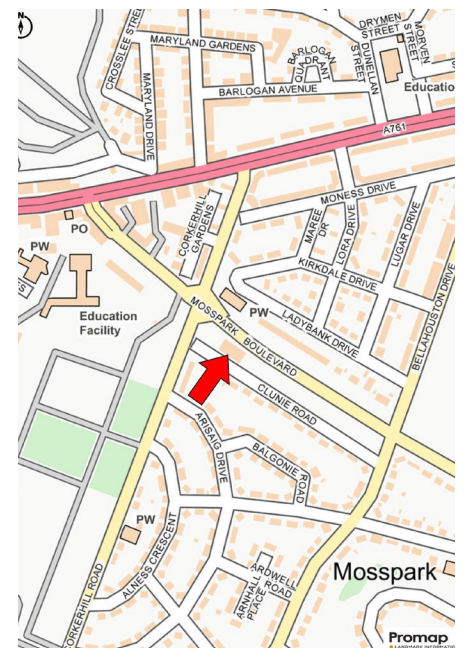 N
DRYMEN
STREET
MORVEN
STREET
CROSSLEE STREET
MARYLAND GARDENS
BARLOGAN
QUADRANT
DUNELLAN
STREET
MARYLAND DRIVE
BARLOGAN AVENUE
Educatio
A761
MONESS DRIVE
CORKERHILL
GARDENS
MAREE
DR
LORA DRIVE
LUGAR DRIVE
PO
PW
KIRKDALE DRIVE
BELLAHOUSTON DRIVE
Education
Facility
MOSSPARK BOULEVARD
PW
LADYBANK DRIVE
CLUNIE ROAD
ARISAIG DRIVE
BALGONIE
ROAD
PW
ALNESS CRESCENT
ARDWELL
ROAD
ARNHALL
PLACE
Mosspark
CORKERHILL ROAD
Promap